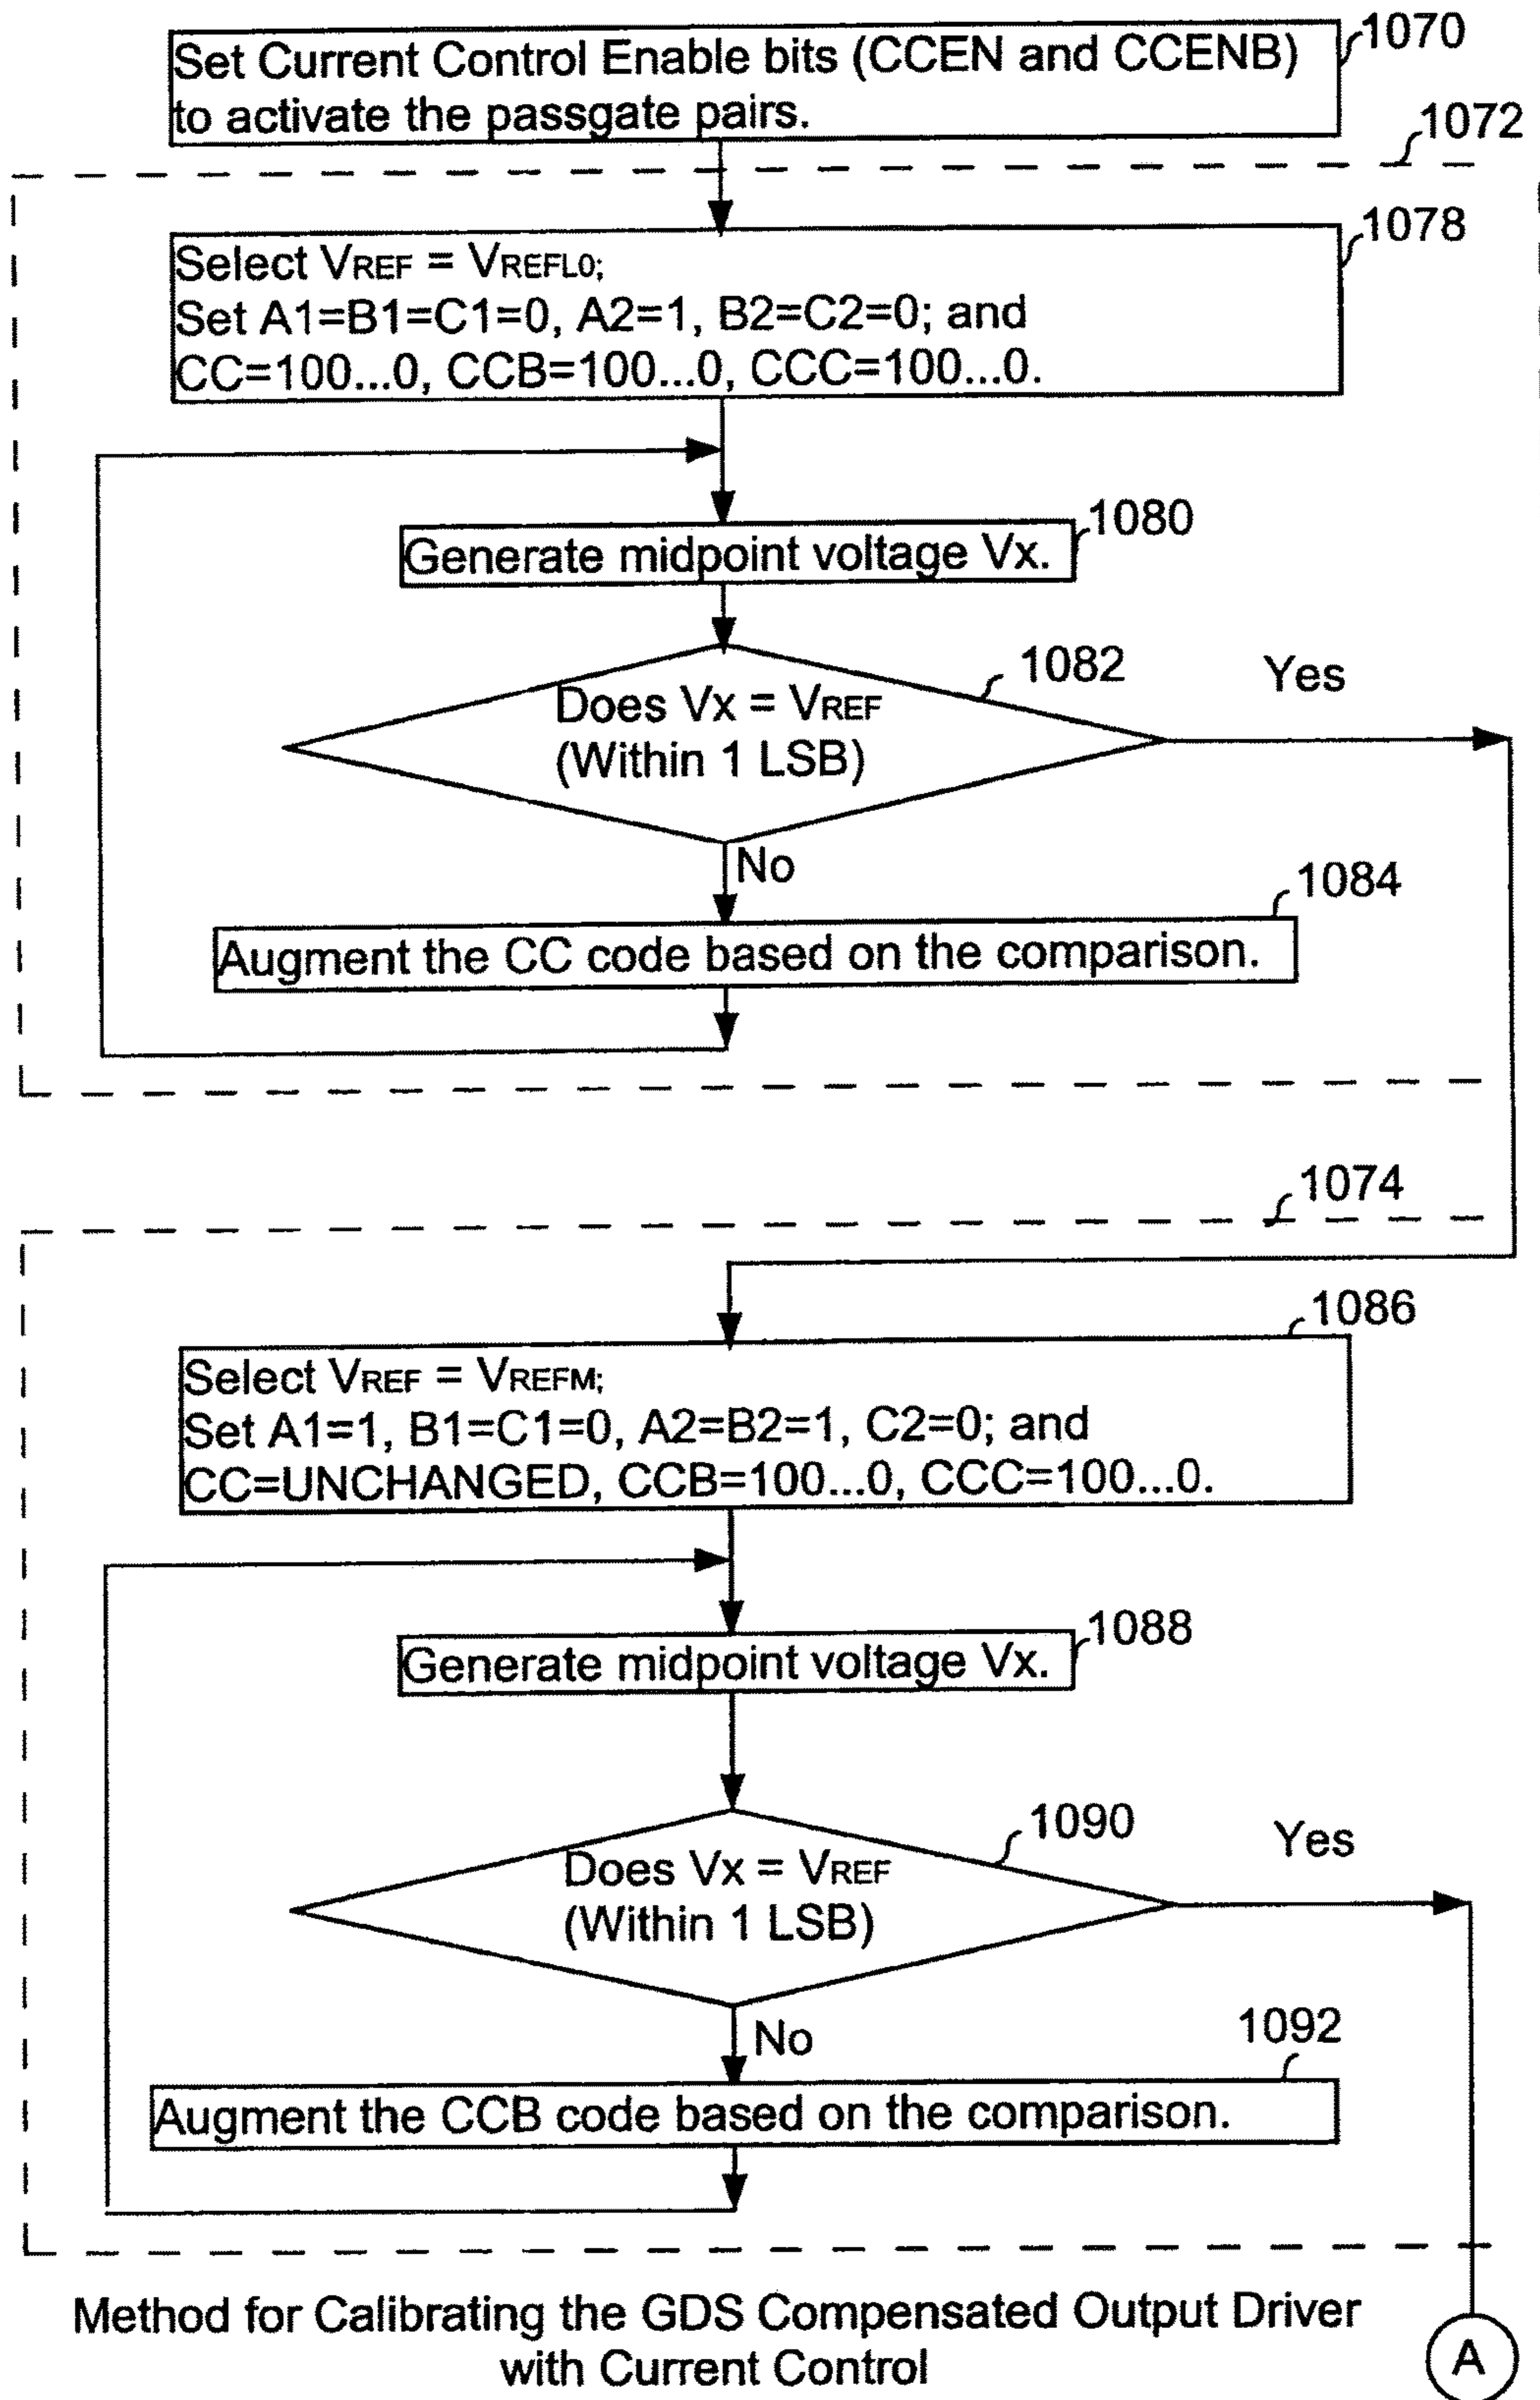 Set Current Control Enable bits (CCEN and CCENB)
to activate the passgate pairs.
1070
1072
1078
Select VREF = VREFL0;
Set A1=B1=C1=0, A2=1, B2=C2=0; and
CC=100...0, CCB=100...0, CCC=100...0.
1080
Generate midpoint voltage Vx.
1082
Yes
Does Vx = VREF
(Within 1 LSB)
No
1084
Augment the CC code based on the comparison.
1074
1086
Select VREF = VREFM;
Set A1=1, B1=C1=0, A2=B2=1, C2=0; and
CC=UNCHANGED, CCB=100...0, CCC=100...0.
1088
Generate midpoint voltage Vx.
1090
Yes
Does Vx = VREF
(Within 1 LSB)
No
1092
Augment the CCB code based on the comparison.
Method for Calibrating the GDS Compensated Output Driver
with Current Control
A